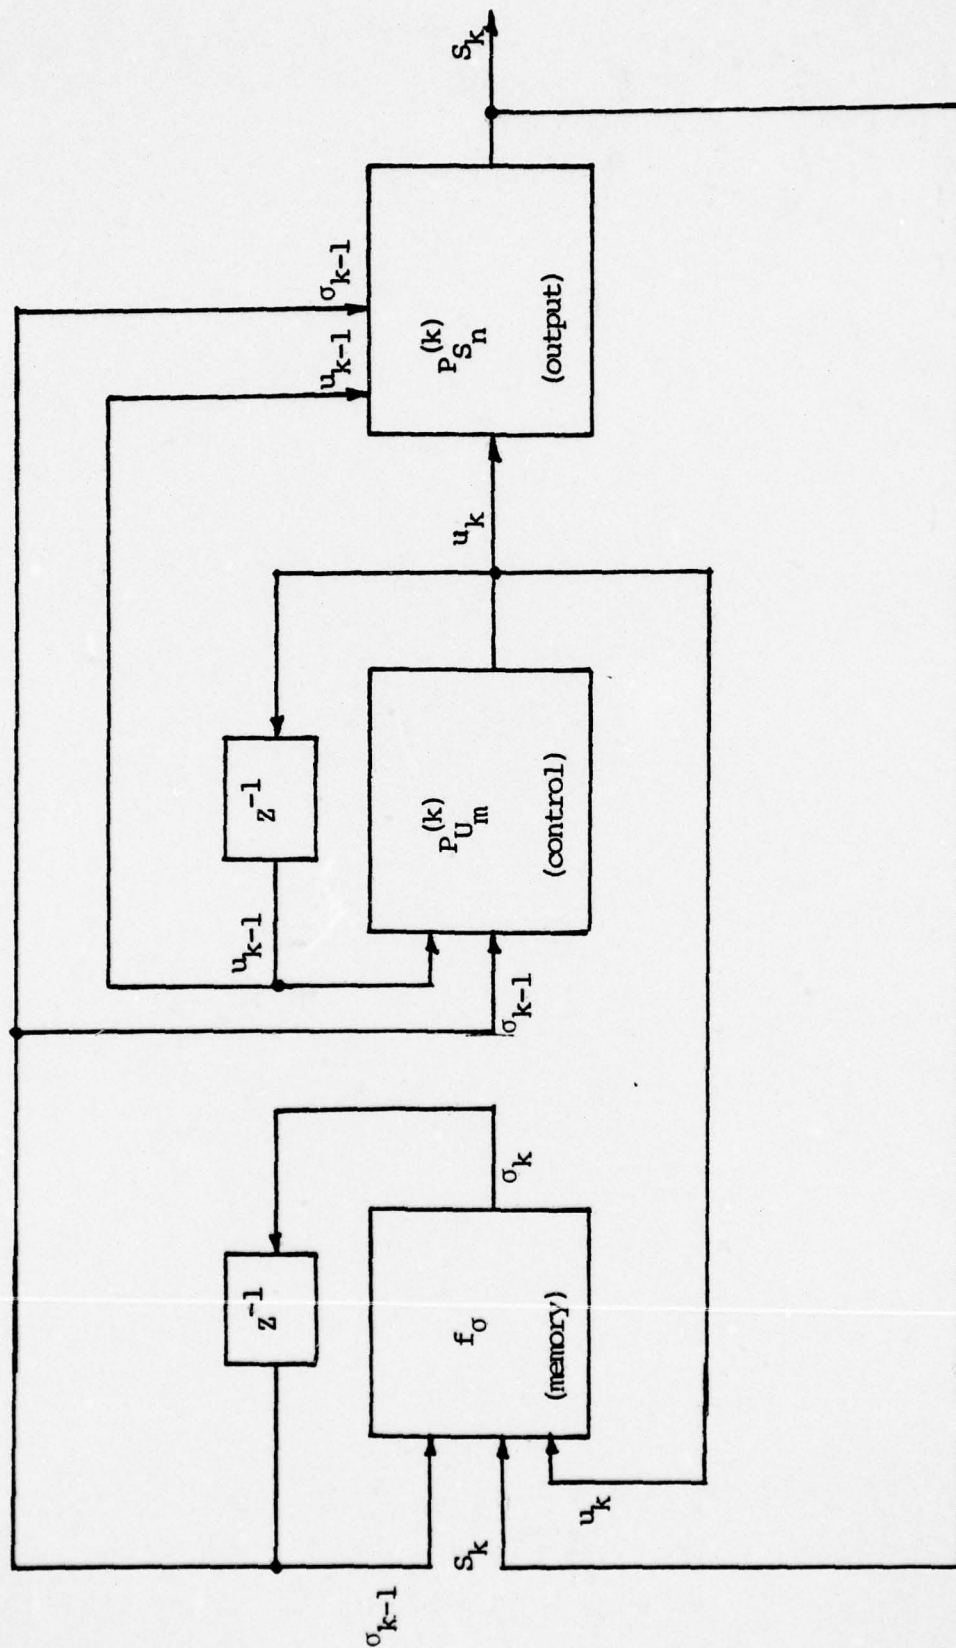 σ_{k-1}
S_k
u_k
f_σ
(memory)
z^{-1}
σ_k
σ_{k-1}
u_{k-1}
z^{-1}
P_{U_m}^{(k)}
(control)
u_k
u_{k-1}
σ_{k-1}
P_{S_n}^{(k)}
(output)
S_k